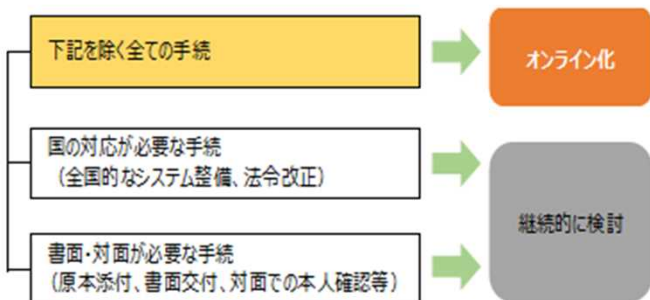 下記を除く全ての手続
オンライン化
国の対応が必要な手続
（全国的なシステム整備、法令改正）
継続的に検討
書面・対面が必要な手続
（原本添付、書面交付、対面での本人確認等）